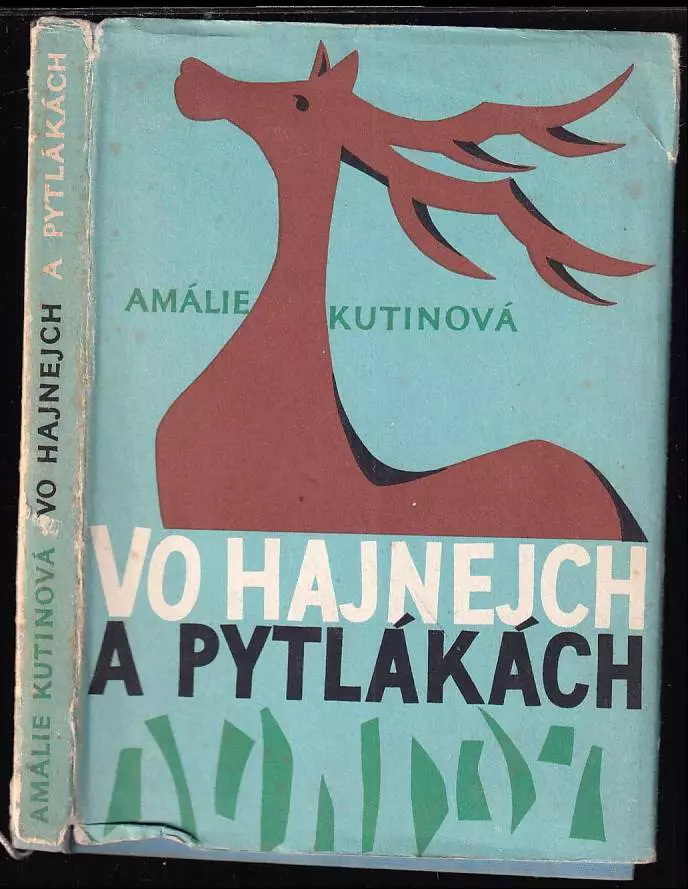 AMÁLIE KUTINOVÁ VO HAJNEJCH A PYTLÁKÁCH
AMÁLIE KUTINOVÁ
VO HAJNEJCH
A PYTLÁKÁCH